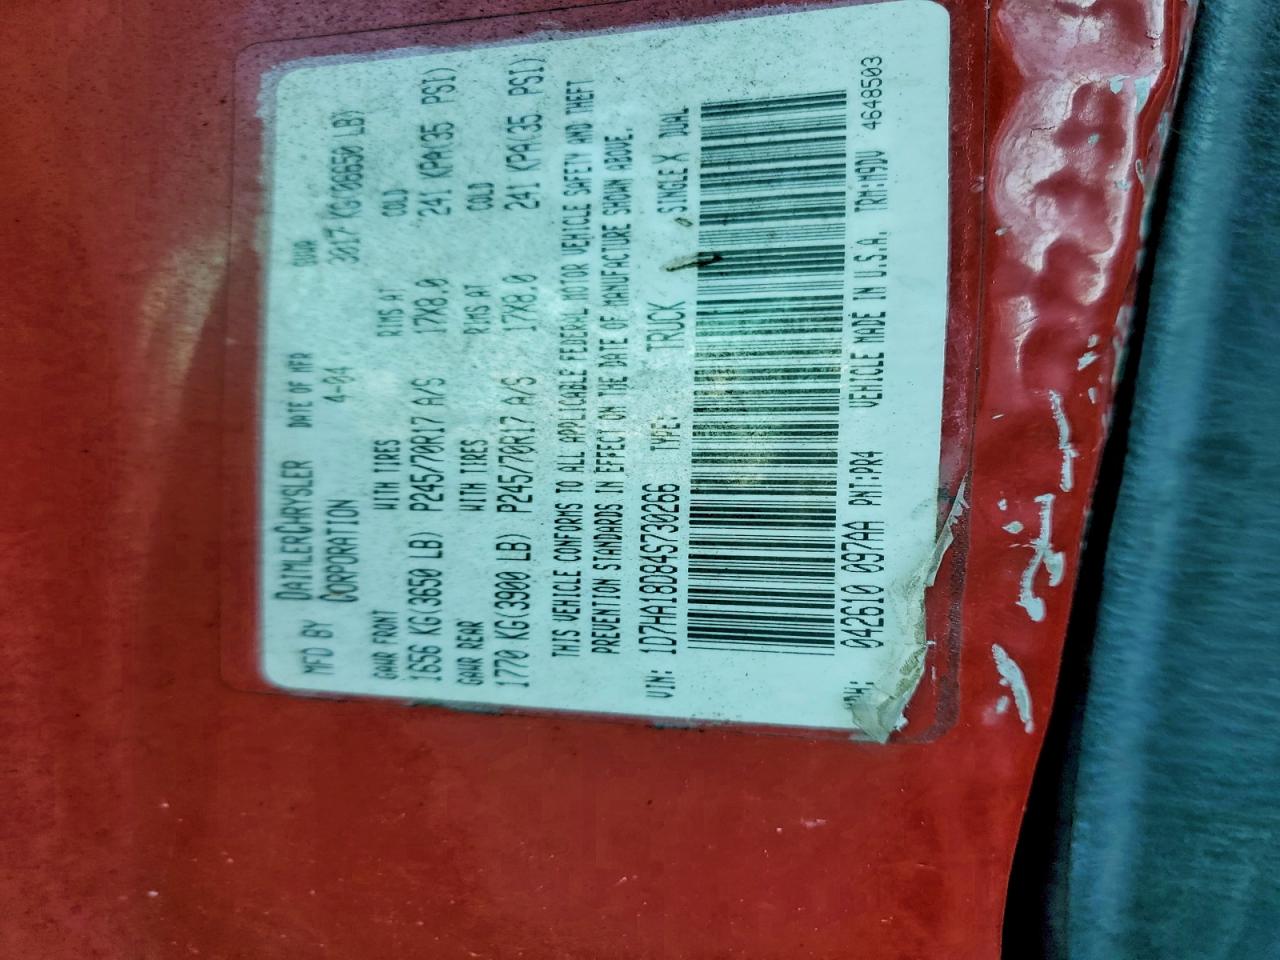 MFD BY DAIMLERCHRYSLER CORPORATION DATE OF MFR 4-04 GVWR 3017 KG(06650 LB)
GAWR FRONT WITH TIRES RIMS AT COLD
1656 KG(3650 LB) P245/70R17 A/S 17X8.0 241 KPA(35 PSI)
GAWR REAR WITH TIRES RIMS AT COLD
1770 KG(3900 LB) P245/70R17 A/S 17X8.0 241 KPA(35 PSI)
THIS VEHICLE CONFORMS TO ALL APPLICABLE FEDERAL MOTOR VEHICLE SAFETY AND THEFT
PREVENTION STANDARDS IN EFFECT ON THE DATE OF MANUFACTURE SHOWN ABOVE.
VIN: 1D7HA18D84S730266 TYPE: TRUCK SINGLE X DUAL
MDH: 042610 097AA PNT:PR4 VEHICLE MADE IN U.S.A. TRM:M9DV 4648503